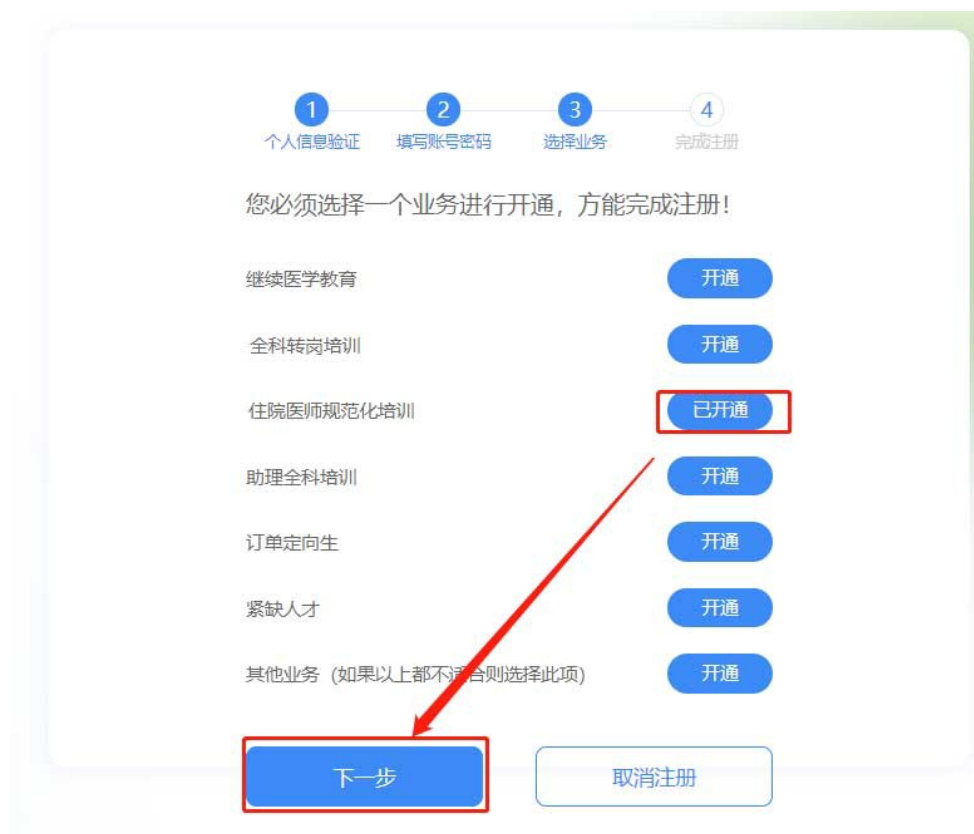 1 2 3 4
个人信息验证 填写账号密码 选择业务 完成注册
您必须选择一个业务进行开通，方能完成注册！
继续医学教育 开通
全科转岗培训 开通
住院医师规范化培训 已开通
助理全科培训 开通
订单定向生 开通
紧缺人才 开通
其他业务（如果以上都不适合则选择此项） 开通
下一步 取消注册